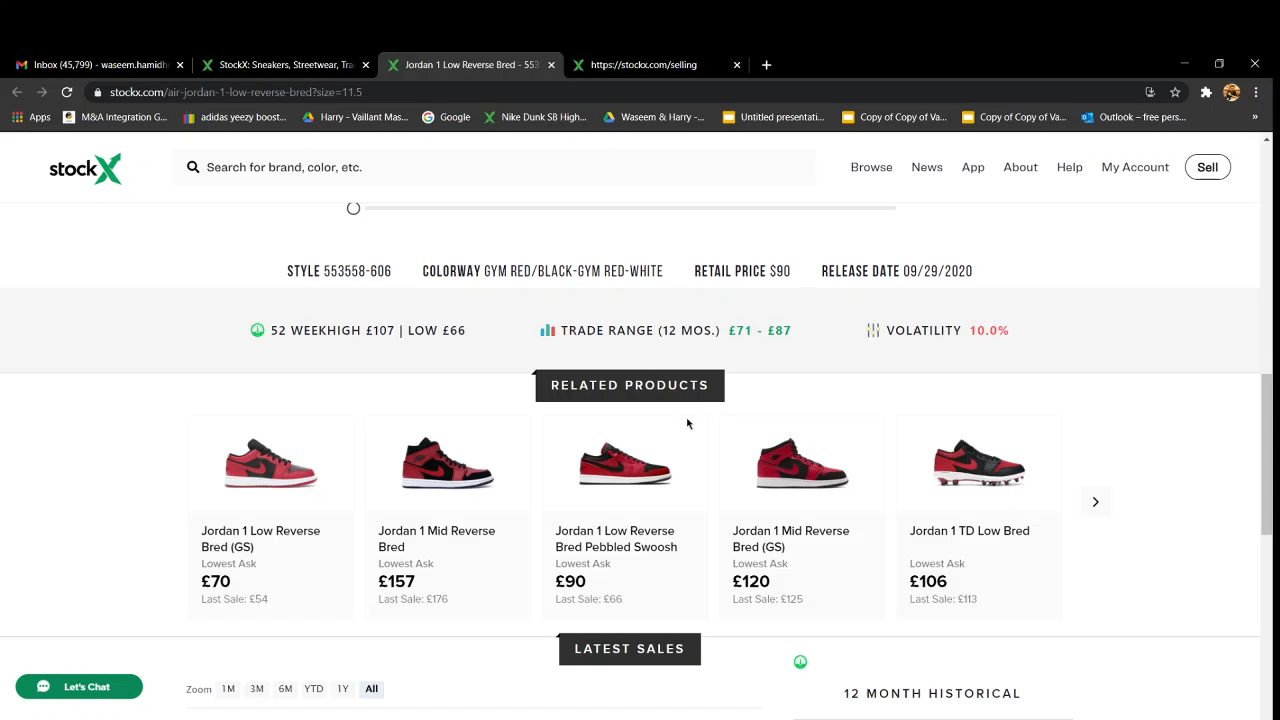 Inbox (45,799) - waseem.hamidh
StockX: Sneakers, Streetwear, Tra
Jordan 1 Low Reverse Bred - 553
https://stockx.com/selling
stockx.com/air-jordan-1-low-reverse-bred?size=11.5
Apps
M&A Integration G...
adidas yeezy boost...
Harry - Vaillant Mas...
Google
Nike Dunk SB High...
Waseem & Harry -...
Untitled presentati...
Copy of Copy of Va...
Copy of Copy of Va...
Outlook – free pers...
»
stockX
Search for brand, color, etc.
Browse
News
App
About
Help
My Account
Sell
STYLE 553558-606
COLORWAY GYM RED/BLACK-GYM RED-WHITE
RETAIL PRICE $90
RELEASE DATE 09/29/2020
52 WEEKHIGH £107 | LOW £66
TRADE RANGE (12 MOS.) £71 - £87
VOLATILITY 10.0%
RELATED PRODUCTS
Jordan 1 Low Reverse
Bred (GS)
Lowest Ask
£70
Last Sale: £54
Jordan 1 Mid Reverse
Bred
Lowest Ask
£157
Last Sale: £176
Jordan 1 Low Reverse
Bred Pebbled Swoosh
Lowest Ask
£90
Last Sale: £66
Jordan 1 Mid Reverse
Bred (GS)
Lowest Ask
£120
Last Sale: £125
Jordan 1 TD Low Bred
Lowest Ask
£106
Last Sale: £113
LATEST SALES
Let's Chat
Zoom
1M
3M
6M
YTD
1Y
All
12 MONTH HISTORICAL